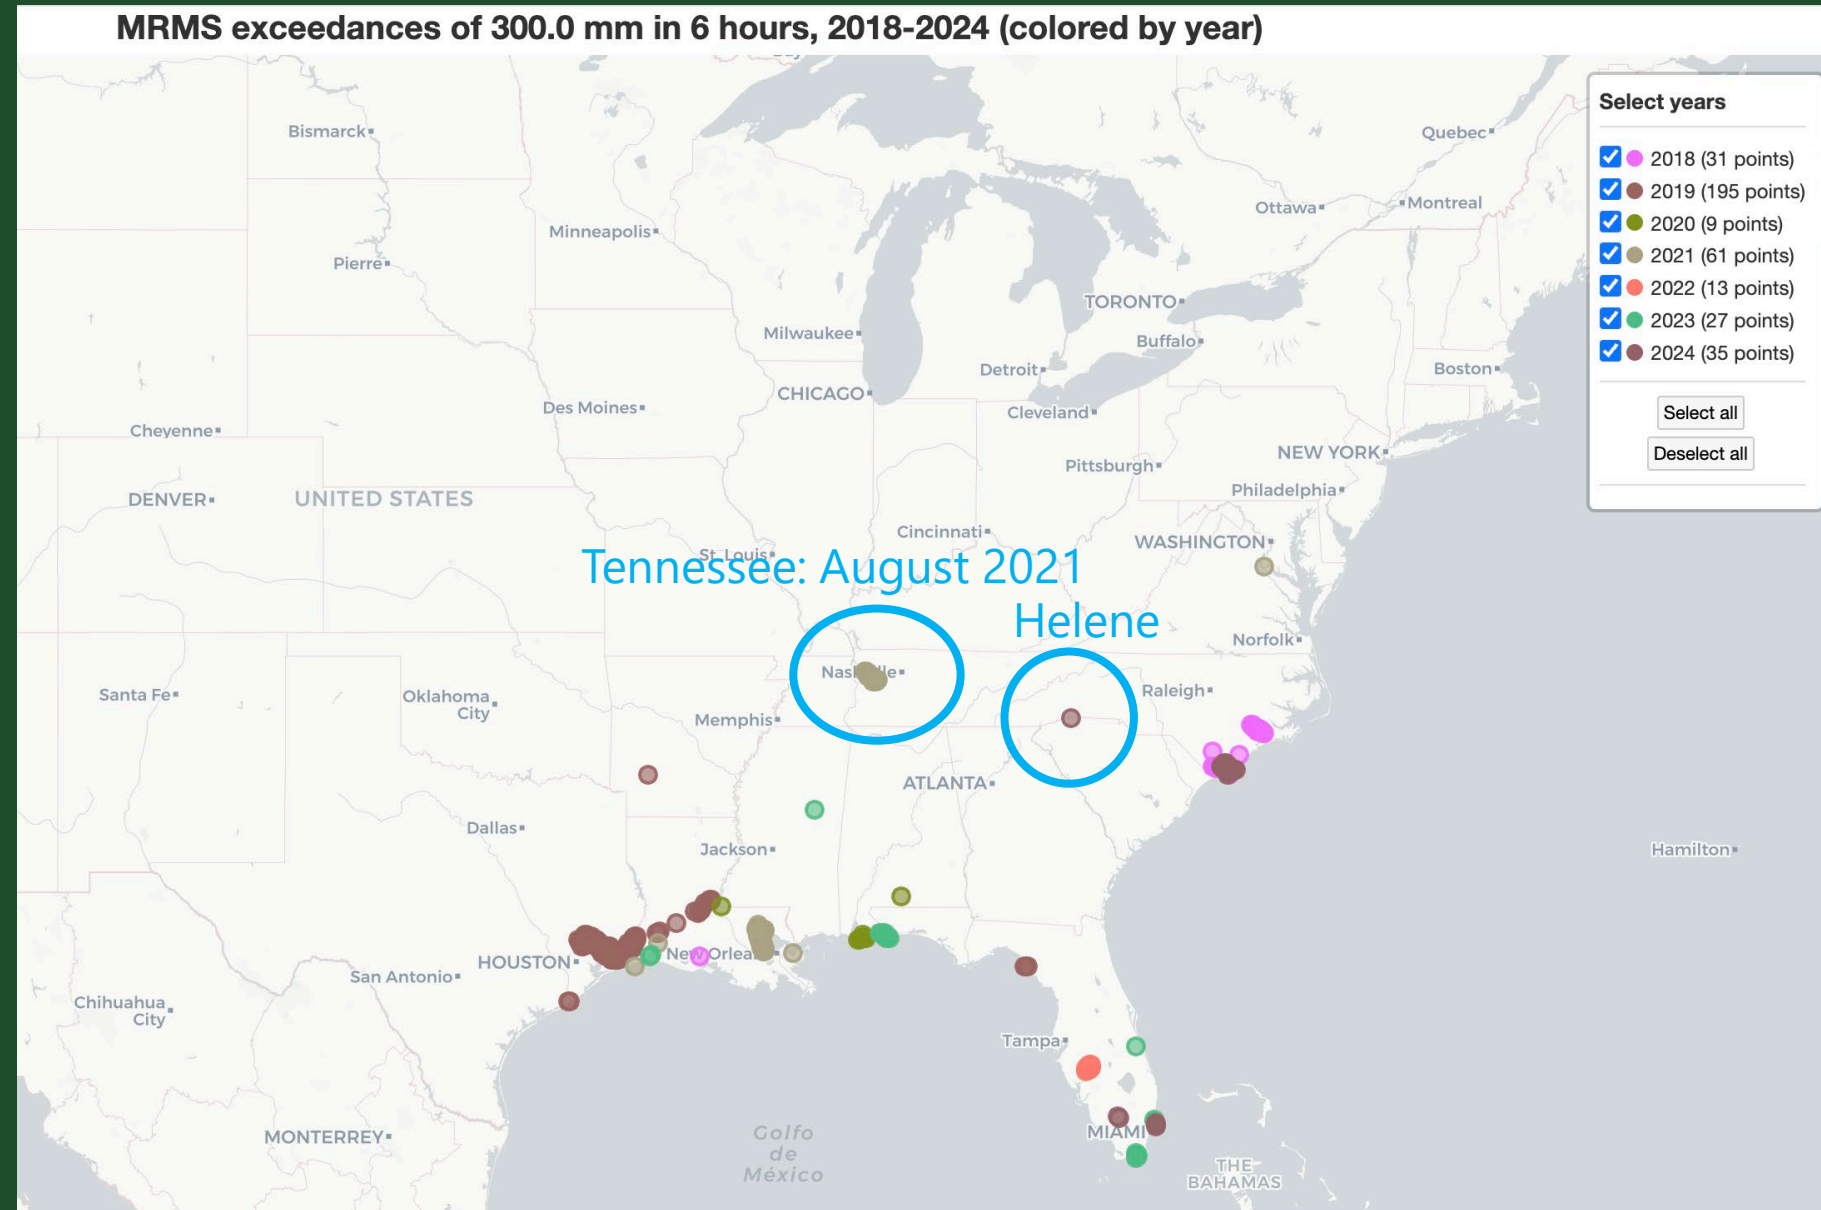 MRMS exceedances of 300.0 mm in 6 hours, 2018-2024 (colored by year)
Select years
2018 (31 points)
2019 (195 points)
2020 (9 points)
2021 (61 points)
2022 (13 points)
2023 (27 points)
2024 (35 points)
Select all
Deselect all
Bismarck
Quebec
Ottawa
Montreal
Minneapolis
Pierre
TORONTO
Milwaukee
Buffalo
Detroit
Boston
CHICAGO
Des Moines
Cleveland
Cheyenne
NEW YORK
Pittsburgh
DENVER
UNITED STATES
Philadelphia
Cincinnati
WASHINGTON
St. Louis
Tennessee: August 2021
Helene
Norfolk
Nashville
Santa Fe
Oklahoma
City
Raleigh
Memphis
ATLANTA
Dallas
Jackson
Hamilton
HOUSTON
New Orlea
San Antonio
Chihuahua
City
Tampa
MONTERREY
MIAMI
Golfo
de
México
THE
BAHAMAS